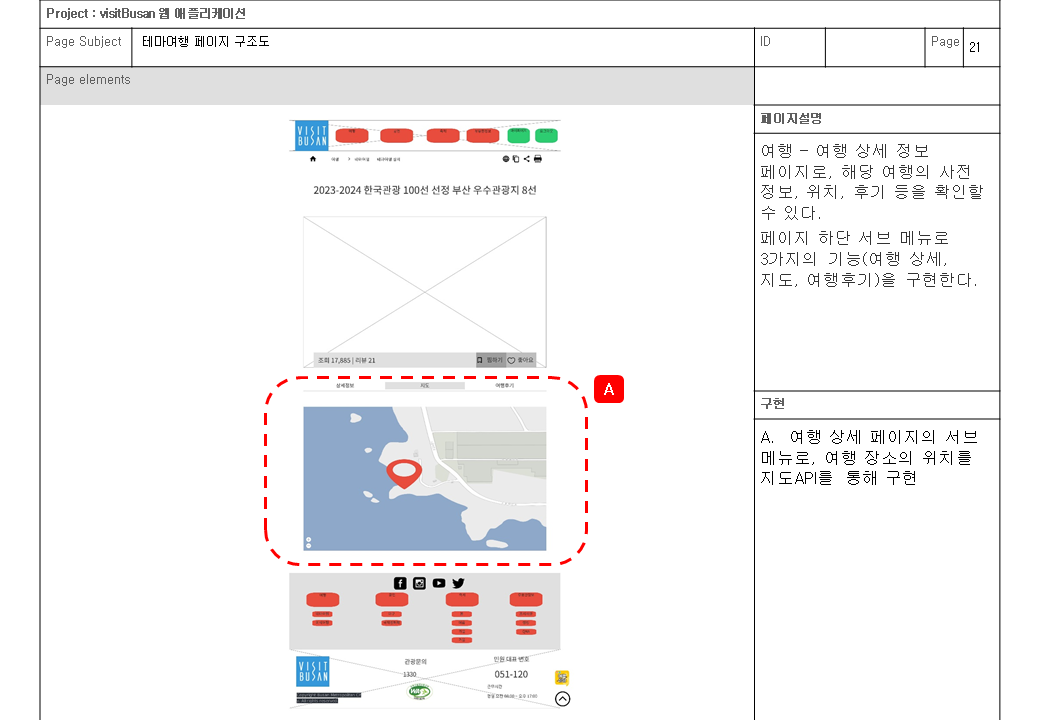 Project : visitBusan 웹 애플리케이션
Page Subject
테마여행 페이지 구조도
ID
Page
21
Page elements
페이지설명
여행 – 여행 상세 정보
페이지로, 해당 여행의 사전
정보, 위치, 후기 등을 확인할
수 있다.
페이지 하단 서브 메뉴로
3가지의 기능(여행 상세,
지도, 여행후기)을 구현한다.
구현
A. 여행 상세 페이지의 서브
메뉴로, 여행 장소의 위치를
지도API를 통해 구현
VISIT
BUSAN
2023-2024 한국관광 100선 선정 부산 우수관광지 8선
조회 17,885 | 리뷰 21
찜하기
좋아요
상세정보
지도
여행후기
A
VISIT
BUSAN
관광문의
1330
민원 대표 번호
051-120